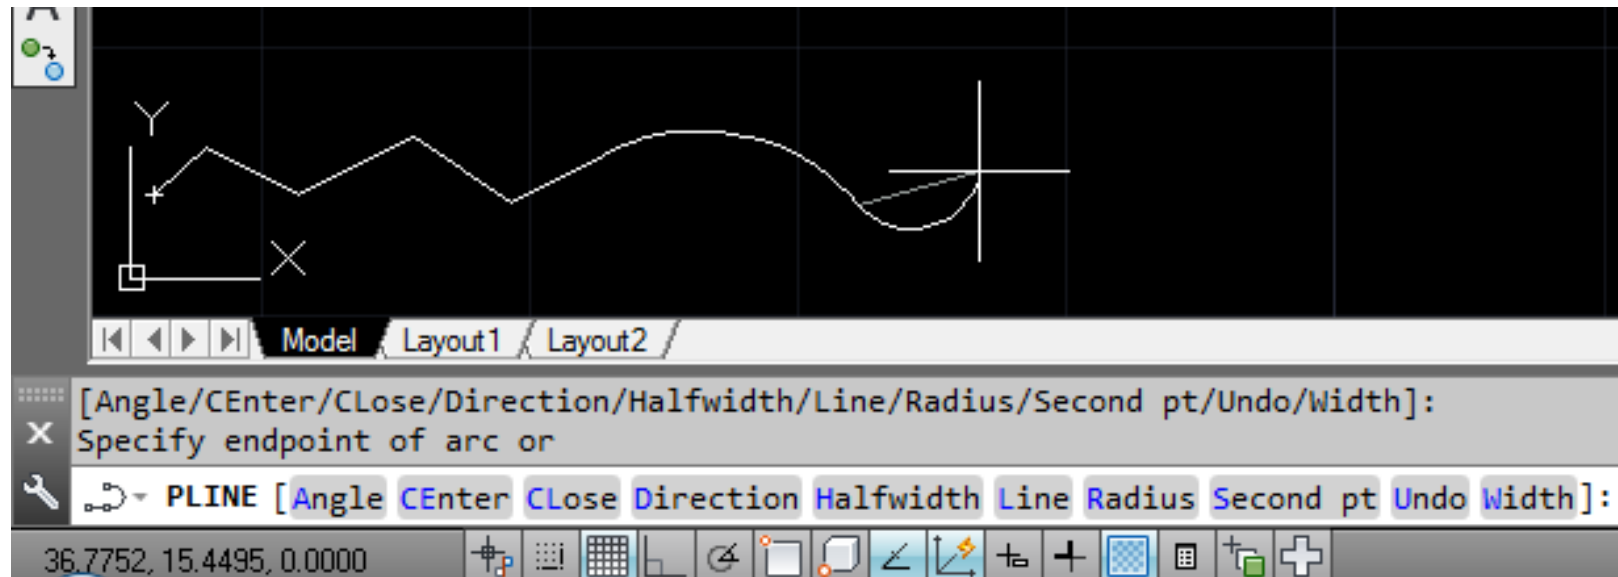 A
Y
X
Model Layout1 Layout2
[Angle/CEnter/CLose/Direction/Halfwidth/Line/Radius/Second pt/Undo/Width]:
Specify endpoint of arc or
PLINE [Angle CEnter CLose Direction Halfwidth Line Radius Second pt Undo Width]:
36.7752, 15.4495, 0.0000